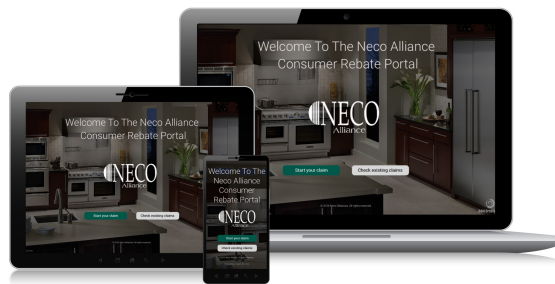 Welcome To The Neco Alliance
Consumer Rebate Portal
NECO
Alliance
Start your claim
Check existing claims
Welcome To The Neco Alliance
Consumer Rebate Portal
NECO
Alliance
Start your claim
Check existing claims
Welcome To The
Neco Alliance
Consumer
Rebate Portal
NECO
Alliance
Start your claim
Check existing claims